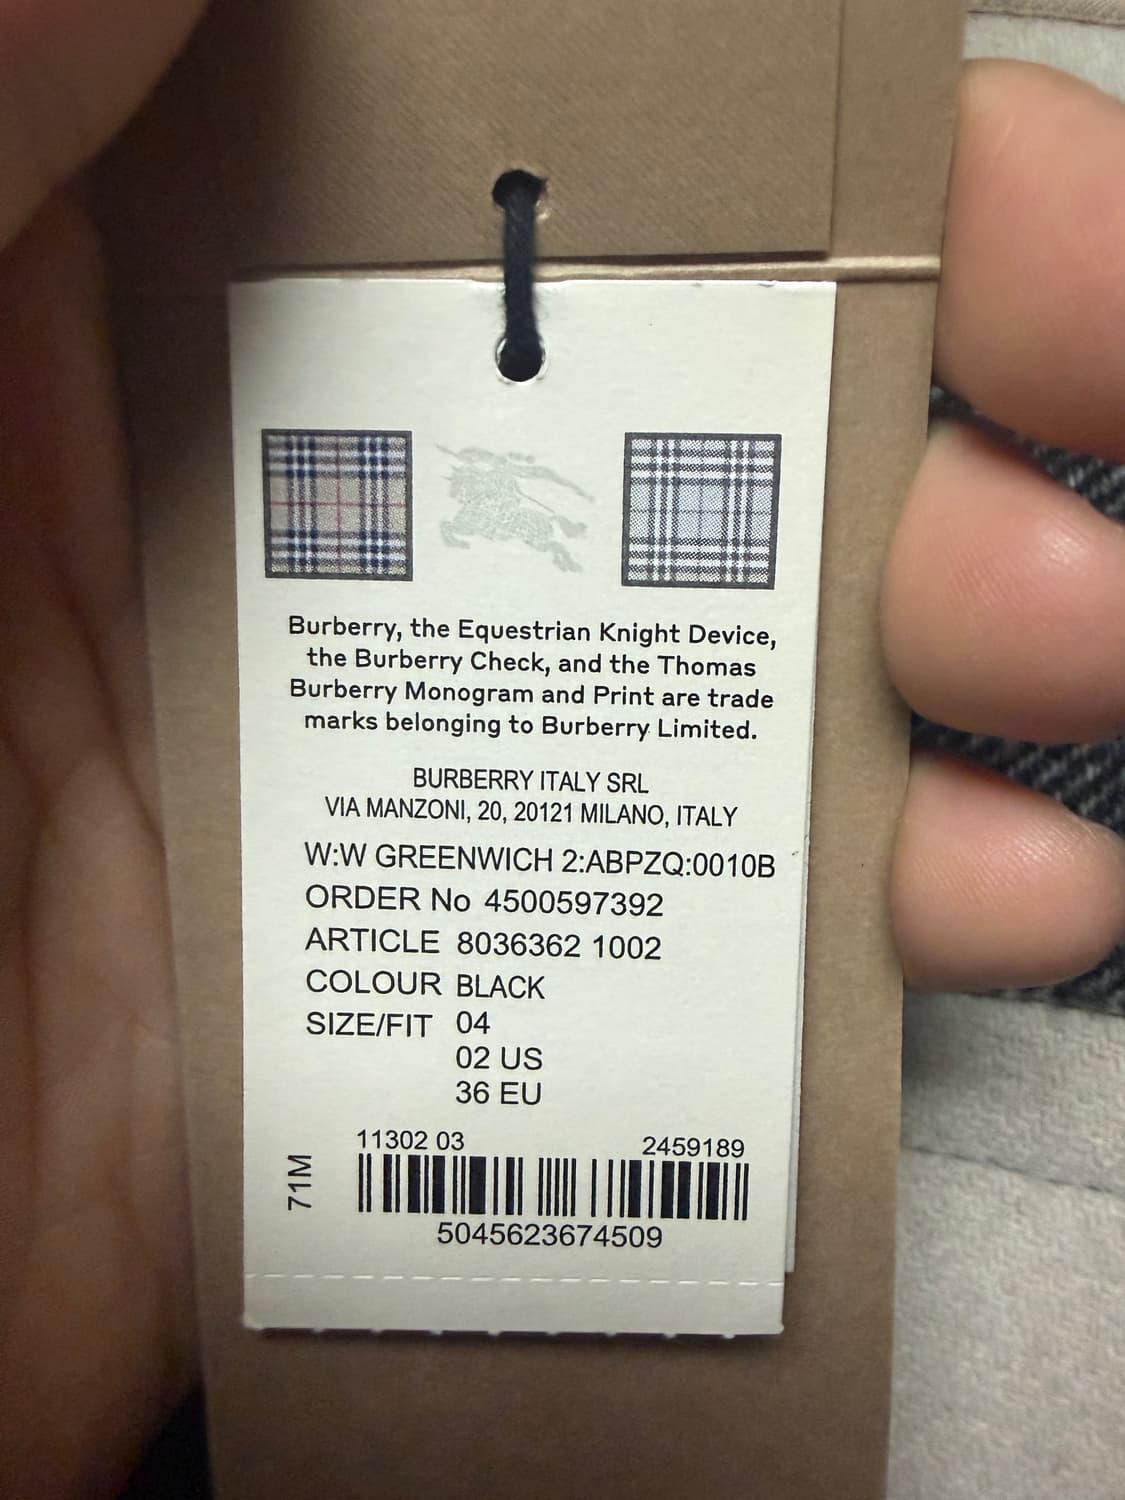 Burberry, the Equestrian Knight Device,
the Burberry Check, and the Thomas
Burberry Monogram and Print are trade
marks belonging to Burberry Limited.
BURBERRY ITALY SRL
VIA MANZONI, 20, 20121 MILANO, ITALY
W:W GREENWICH 2:ABPZQ:0010B
ORDER No 4500597392
ARTICLE 8036362 1002
COLOUR BLACK
SIZE/FIT 04
02 US
36 EU
11302 03 2459189
71M
5045623674509